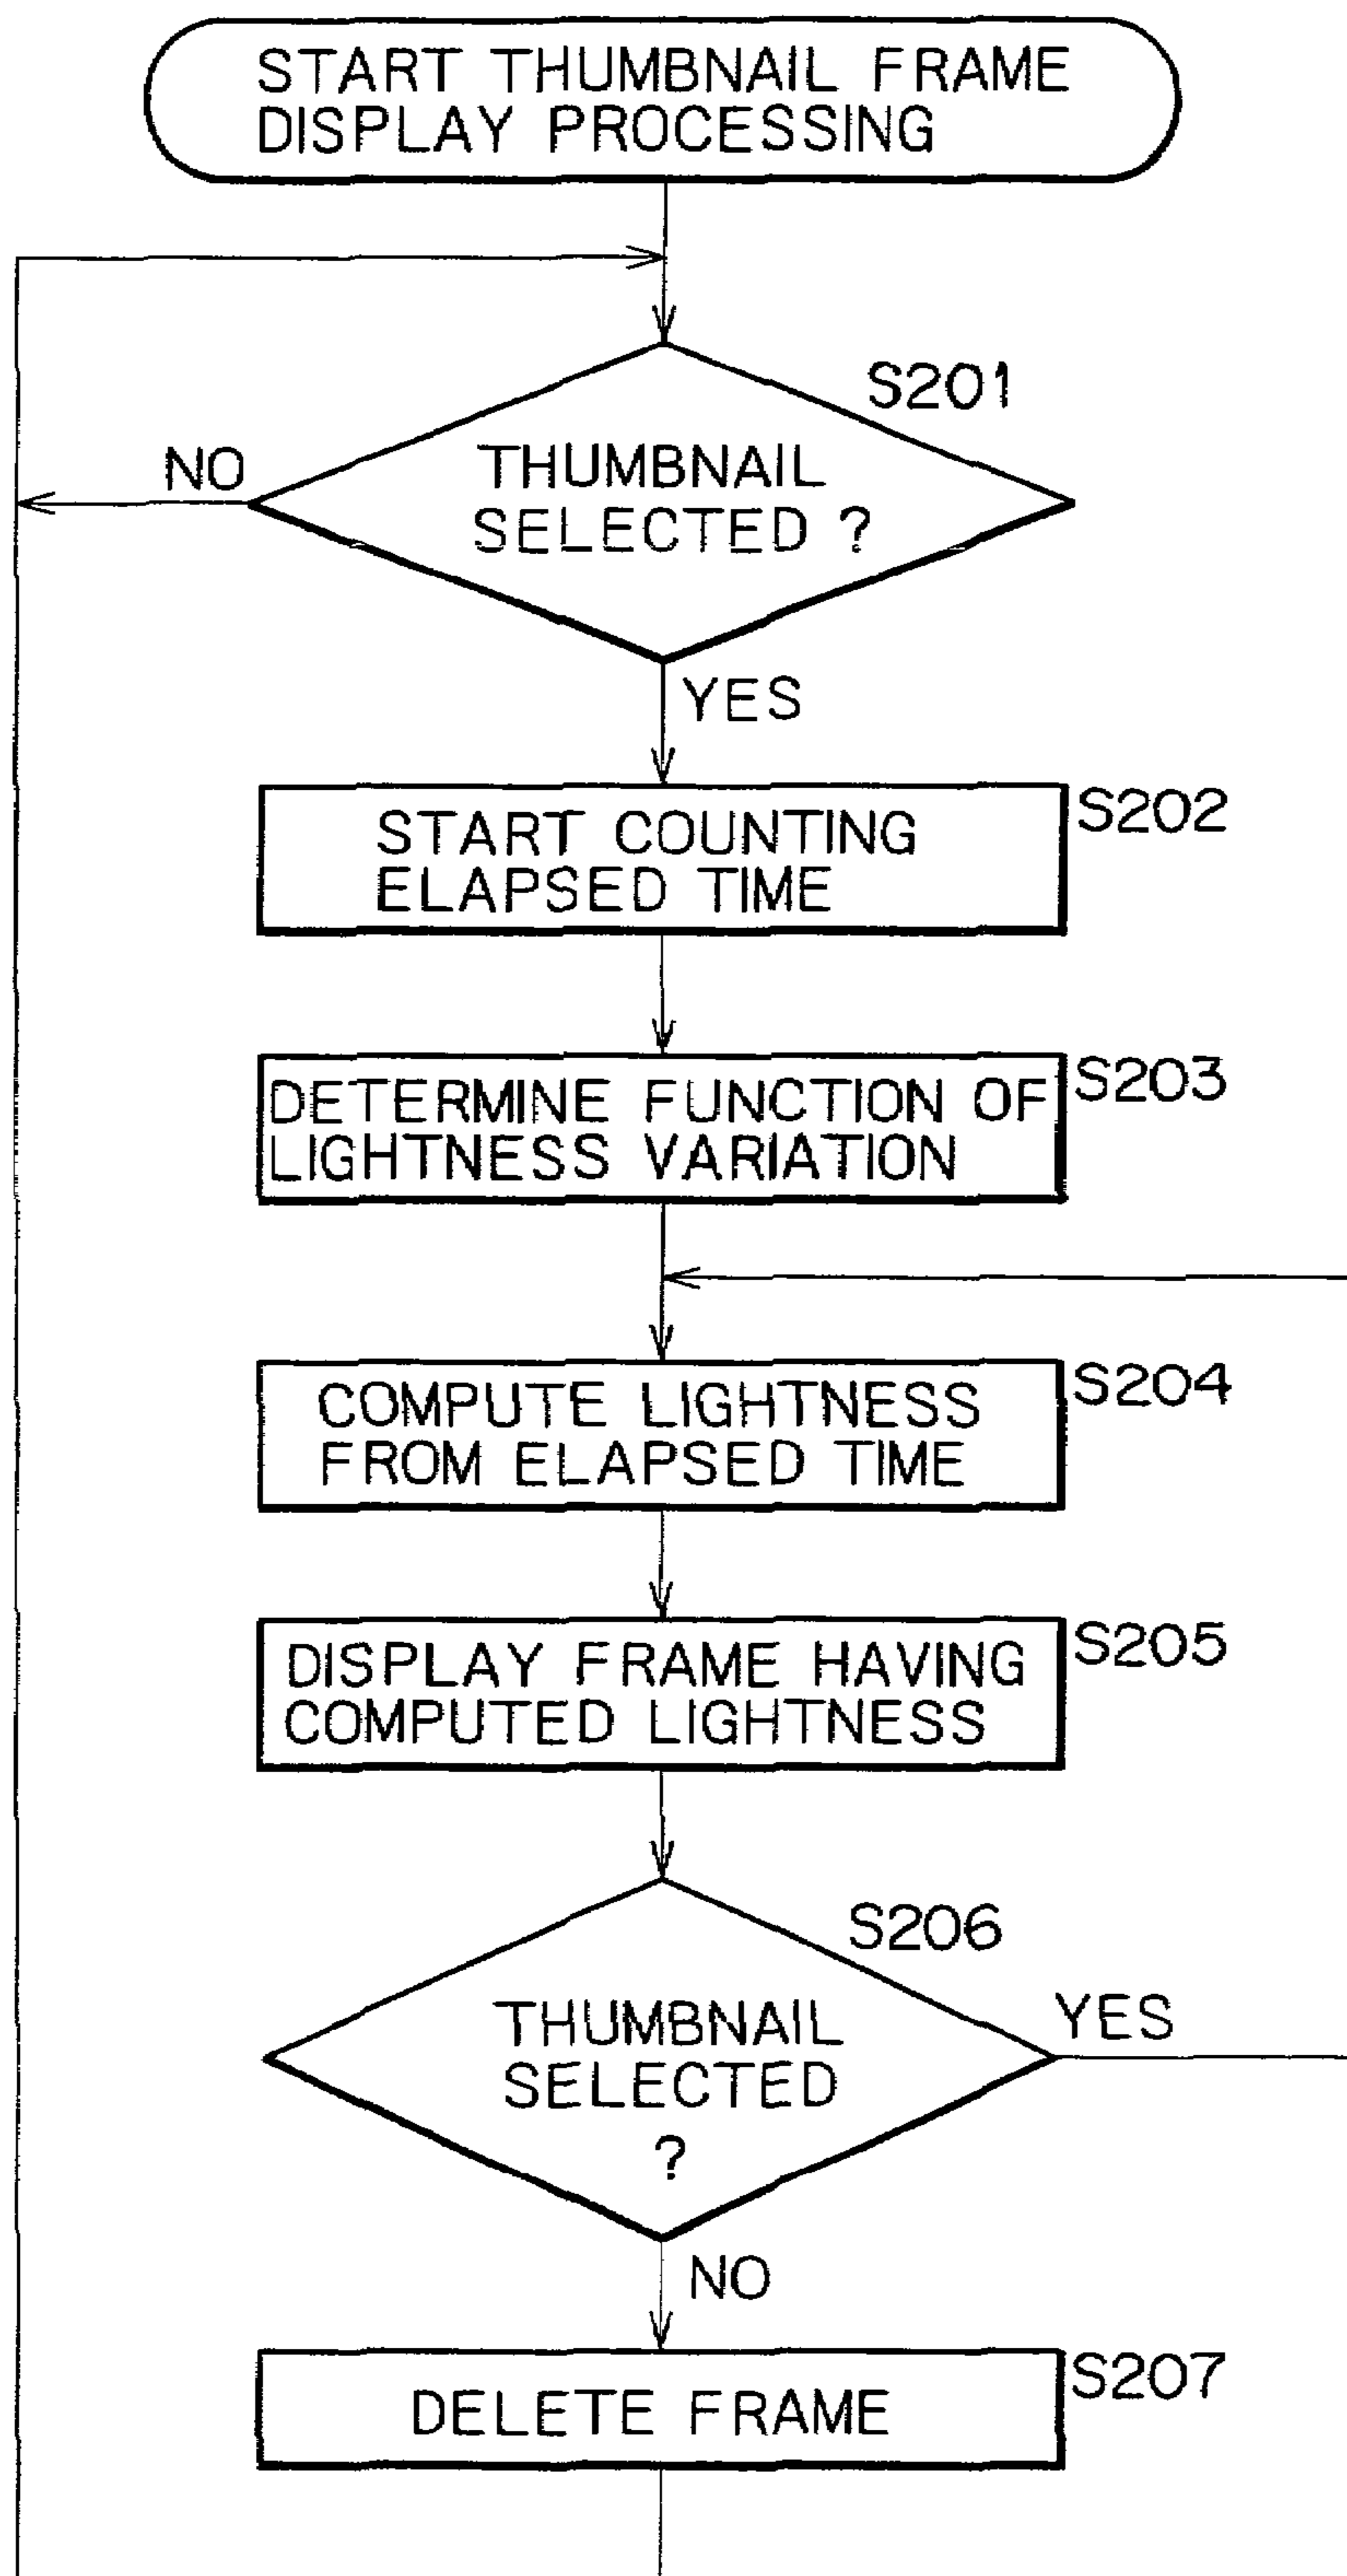 START THUMBNAIL FRAME
DISPLAY PROCESSING
S201
NO
THUMBNAIL
SELECTED ?
YES
S202
START COUNTING
ELAPSED TIME
S203
DETERMINE FUNCTION OF
LIGHTNESS VARIATION
S204
COMPUTE LIGHTNESS
FROM ELAPSED TIME
S205
DISPLAY FRAME HAVING
COMPUTED LIGHTNESS
S206
THUMBNAIL
SELECTED
?
YES
NO
S207
DELETE FRAME